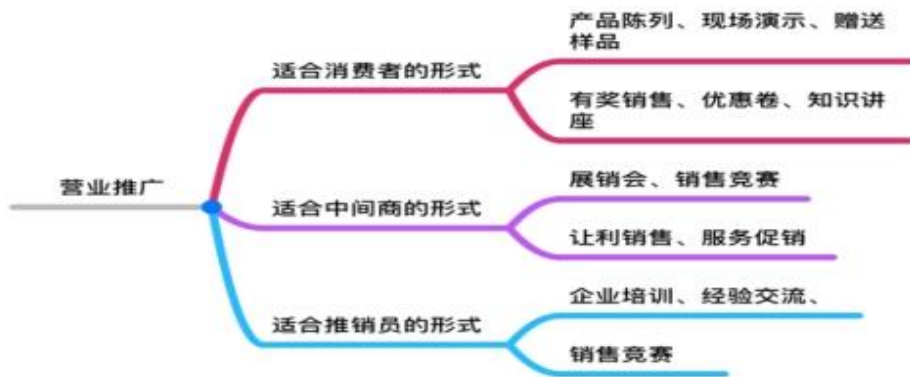 产品陈列、现场演示、赠送
样品
适合消费者的形式
有奖销售、优惠卷、知识讲
座
营业推广
展销会、销售竞赛
适合中间商的形式
让利销售、服务促销
企业培训、经验交流、
适合推销员的形式
销售竞赛